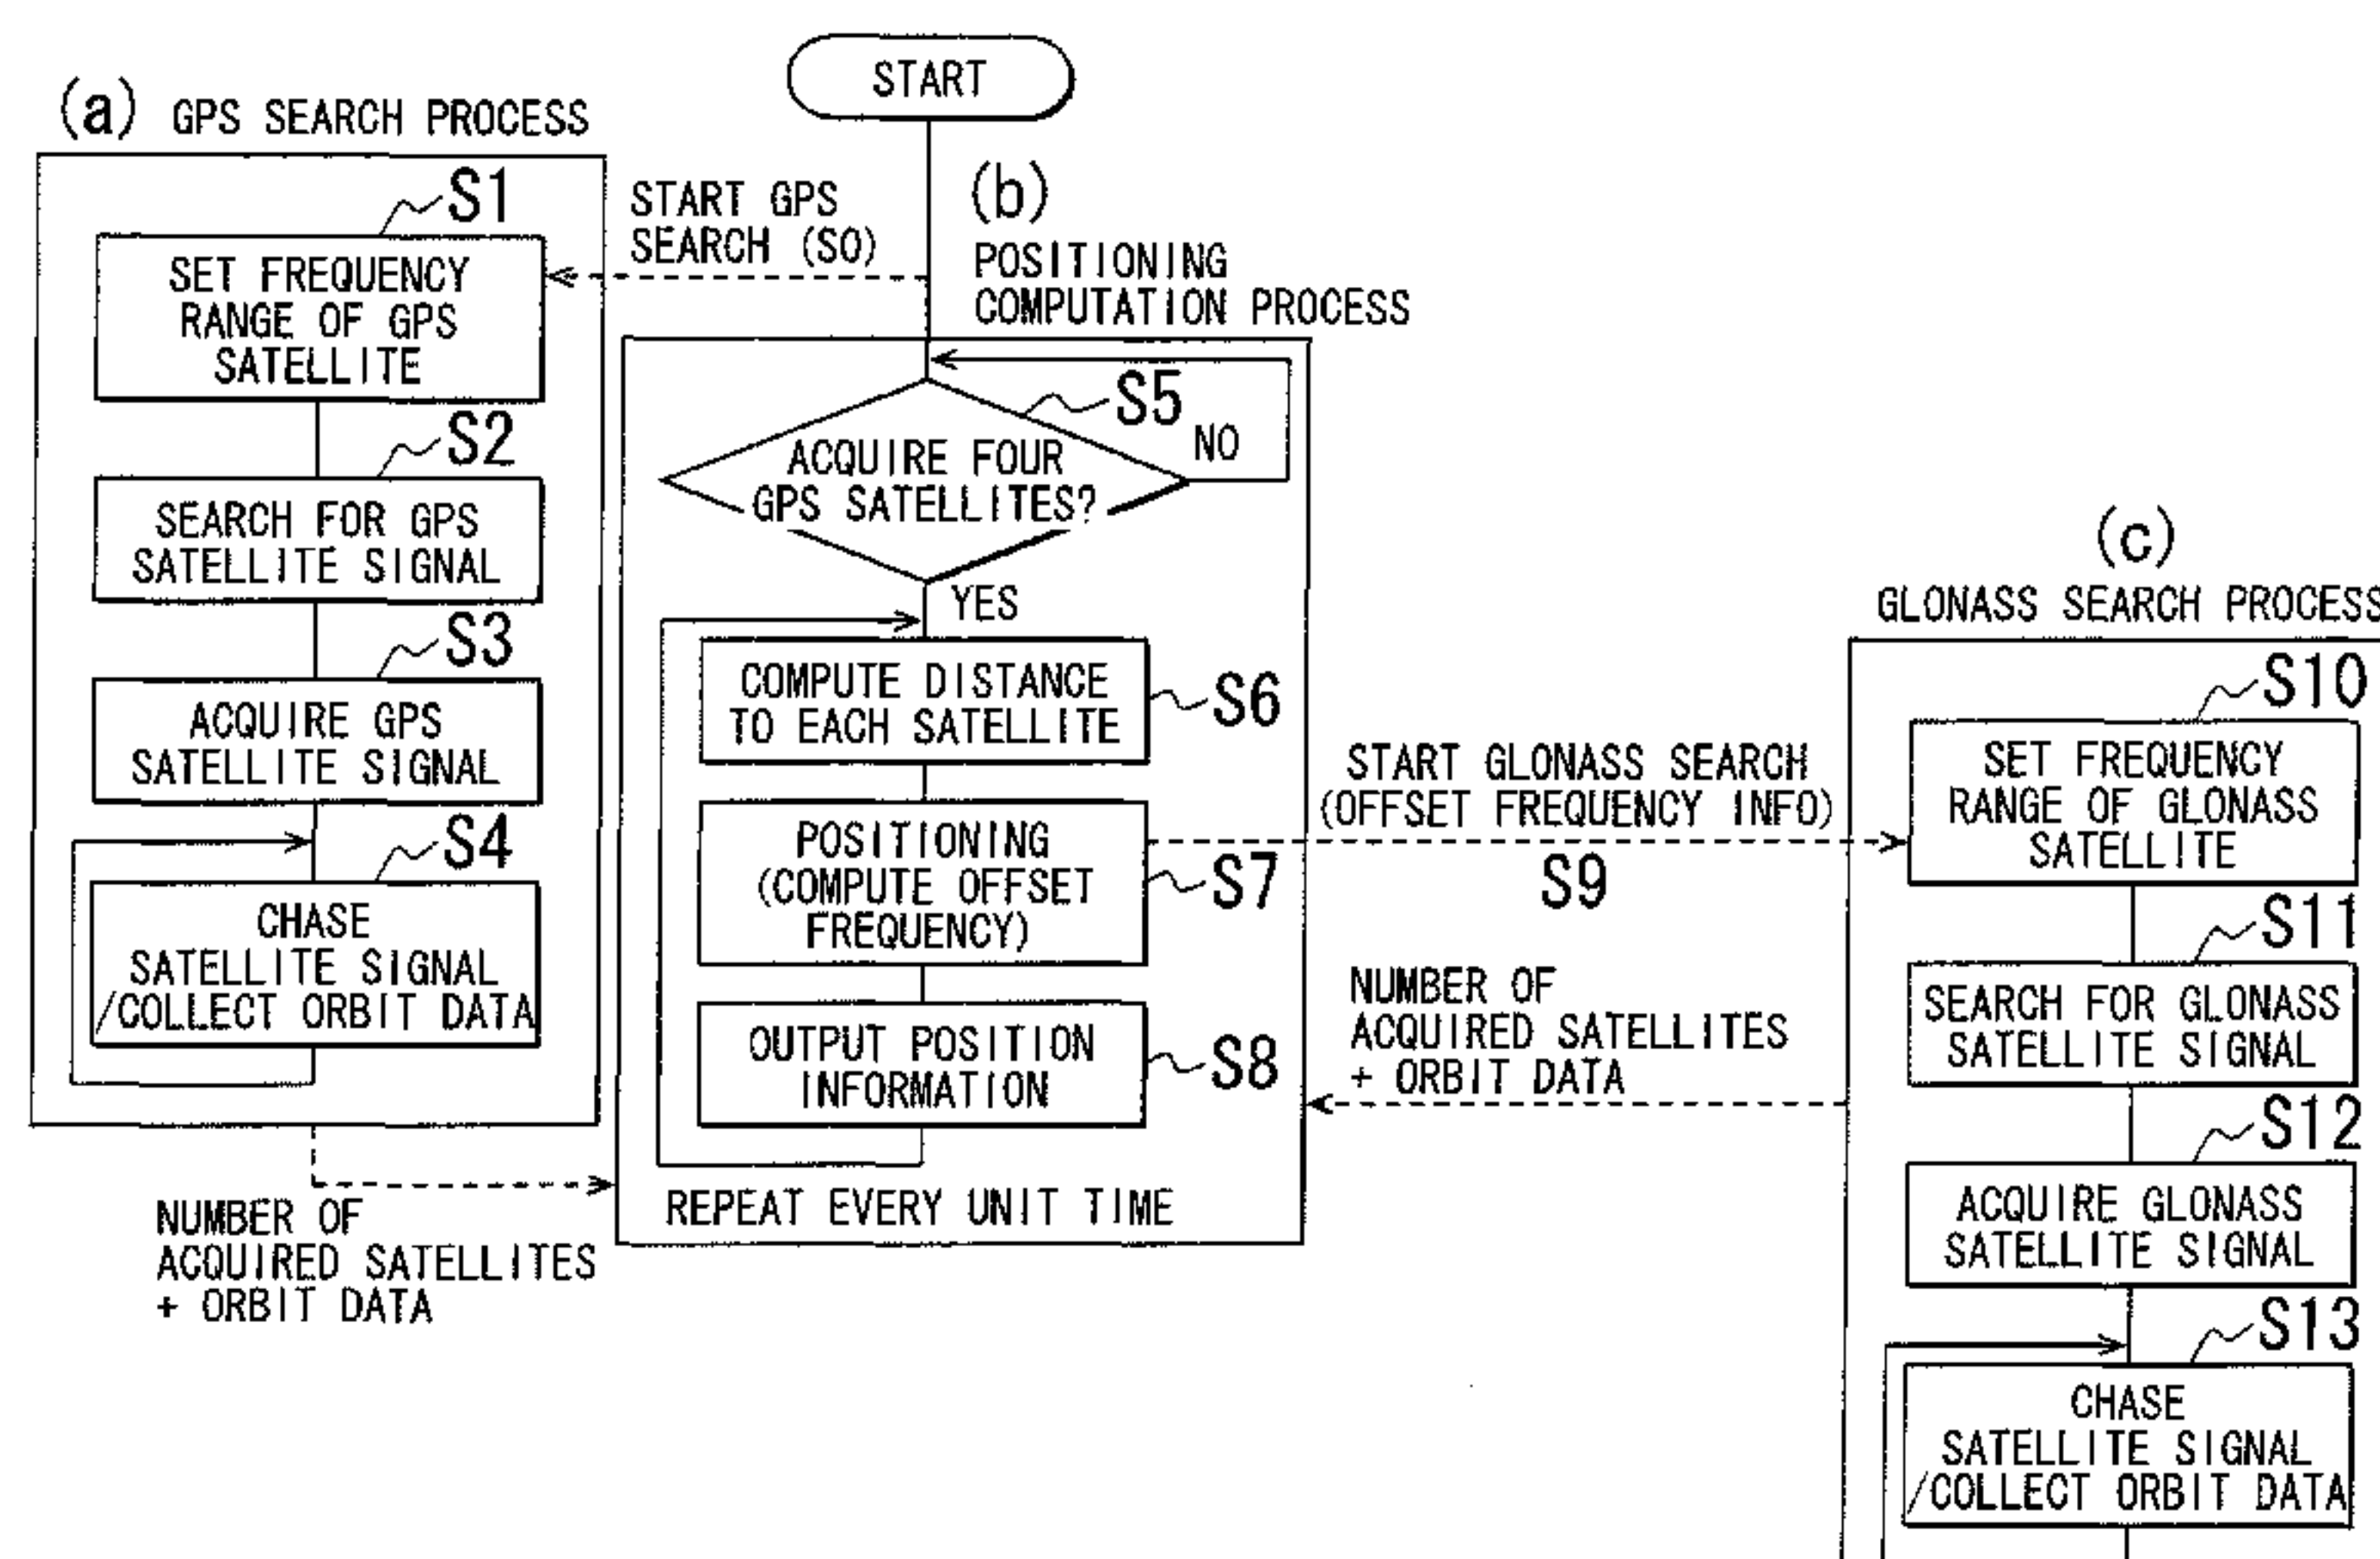 START
(a) GPS SEARCH PROCESS
S1
SET FREQUENCY
RANGE OF GPS
SATELLITE
S2
SEARCH FOR GPS
SATELLITE SIGNAL
S3
ACQUIRE GPS
SATELLITE SIGNAL
S4
CHASE
SATELLITE SIGNAL
/COLLECT ORBIT DATA
NUMBER OF
ACQUIRED SATELLITES
+ ORBIT DATA
START GPS
SEARCH (S0)
(b)
POSITIONING
COMPUTATION PROCESS
S5
ACQUIRE FOUR
GPS SATELLITES?
NO
YES
COMPUTE DISTANCE
TO EACH SATELLITE
S6
POSITIONING
(COMPUTE OFFSET
FREQUENCY)
S7
OUTPUT POSITION
INFORMATION
S8
REPEAT EVERY UNIT TIME
START GLONASS SEARCH
(OFFSET FREQUENCY INFO)
S9
NUMBER OF
ACQUIRED SATELLITES
+ ORBIT DATA
(c)
GLONASS SEARCH PROCESS
S10
SET FREQUENCY
RANGE OF GLONASS
SATELLITE
S11
SEARCH FOR GLONASS
SATELLITE SIGNAL
S12
ACQUIRE GLONASS
SATELLITE SIGNAL
S13
CHASE
SATELLITE SIGNAL
/COLLECT ORBIT DATA